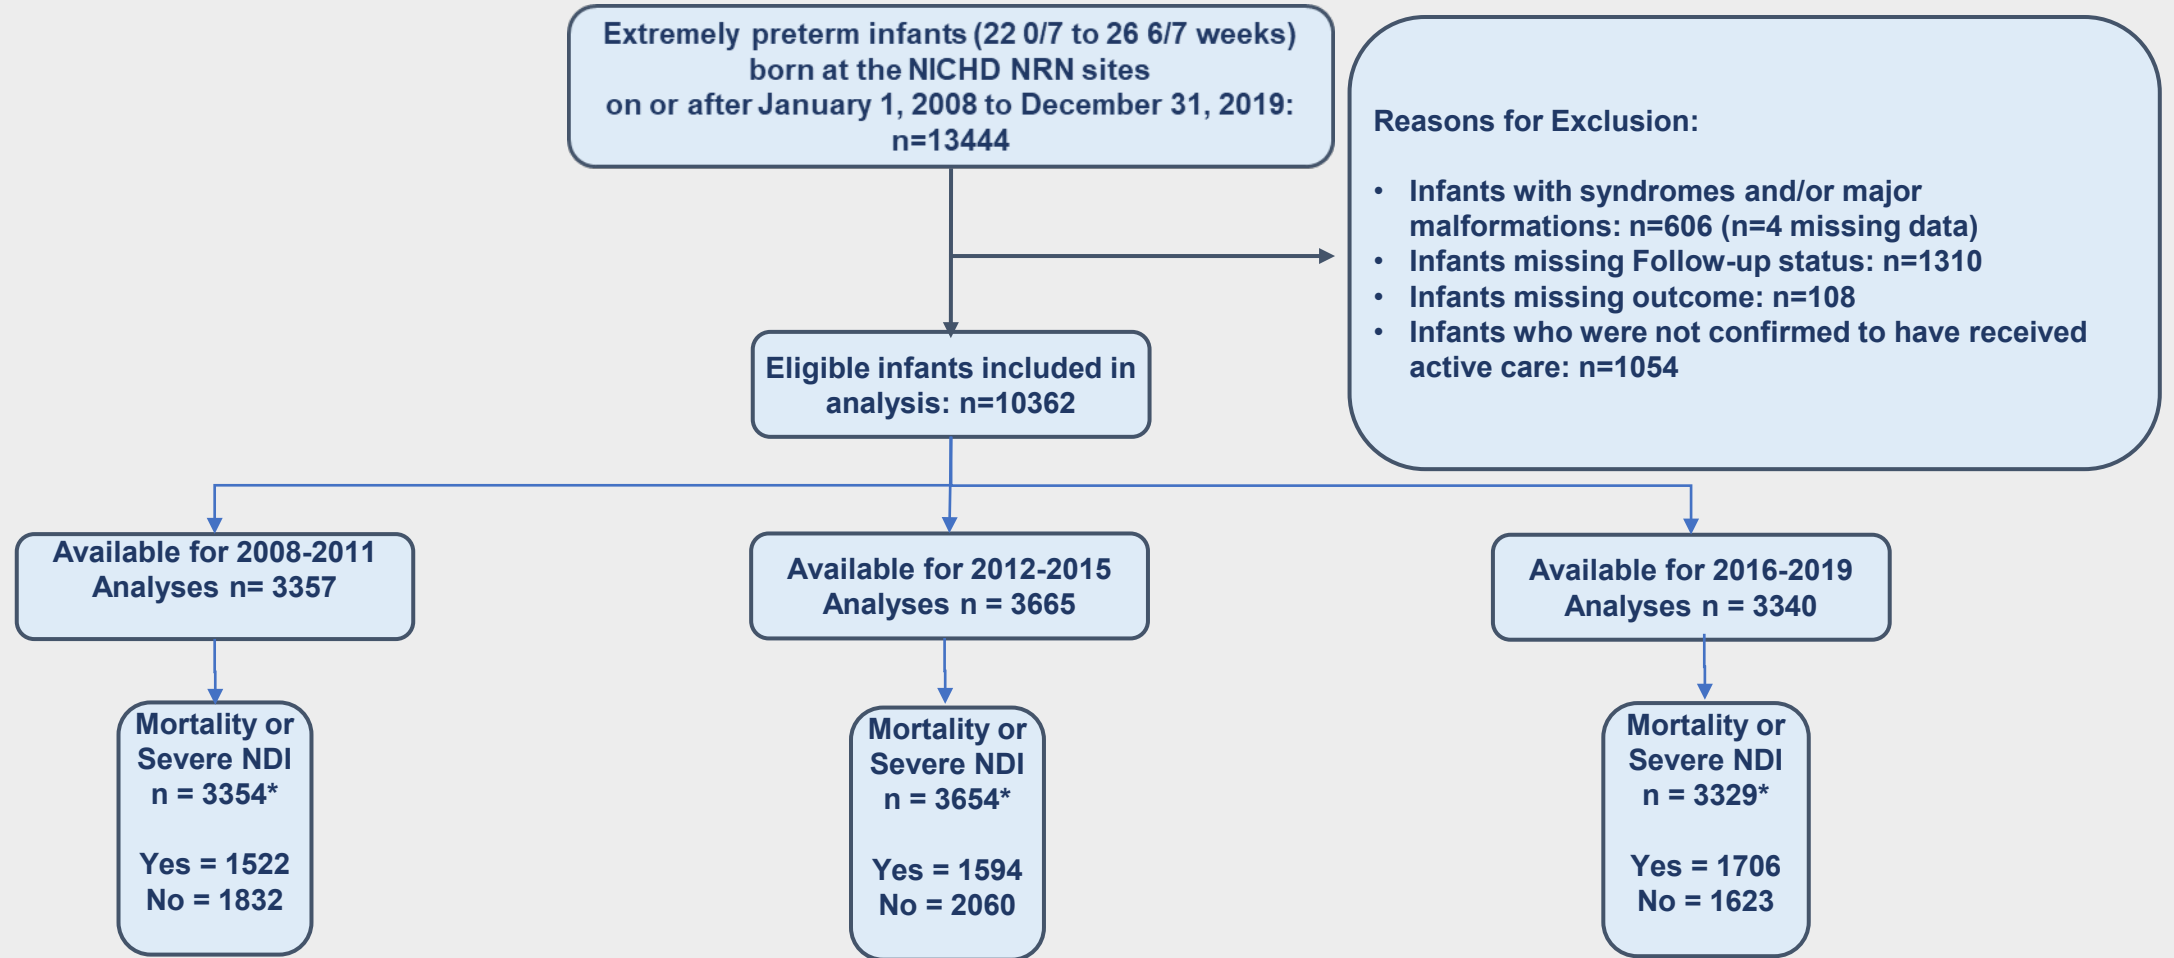 Extremely preterm infants (22 0/7 to 26 6/7 weeks)
born at the NICHD NRN sites
on or after January 1, 2008 to December 31, 2019:
n=13444
Reasons for Exclusion:
• Infants with syndromes and/or major
malformations: n=606 (n=4 missing data)
• Infants missing Follow-up status: n=1310
• Infants missing outcome: n=108
• Infants who were not confirmed to have received
active care: n=1054
Eligible infants included in
analysis: n=10362
Available for 2008-2011
Analyses n= 3357
Available for 2012-2015
Analyses n = 3665
Available for 2016-2019
Analyses n = 3340
Mortality or
Severe NDI
n = 3354*
Yes = 1522
No = 1832
Mortality or
Severe NDI
n = 3654*
Yes = 1594
No = 2060
Mortality or
Severe NDI
n = 3329*
Yes = 1706
No = 1623